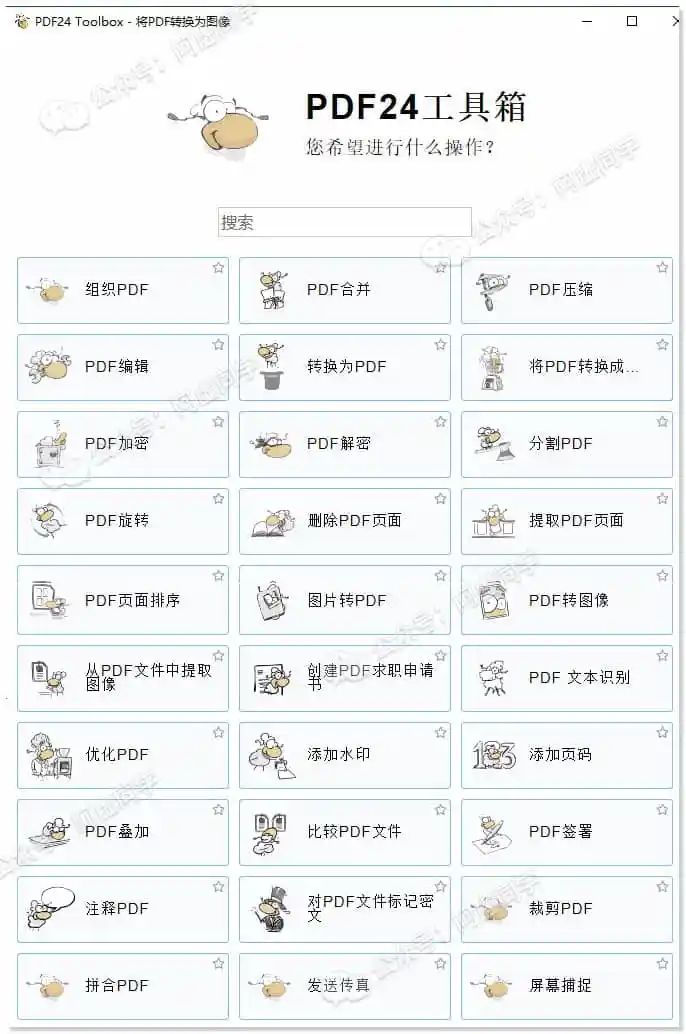 PDF24 Toolbox - 将PDF转换为图像
PDF24工具箱
您希望进行什么操作?
搜索
组织PDF
PDF合并
PDF压缩
PDF编辑
转换为PDF
将PDF转换成...
PDF加密
PDF解密
分割PDF
PDF旋转
删除PDF页面
提取PDF页面
PDF页面排序
图片转PDF
PDF转图像
从PDF文件中提取
图像
创建PDF求职申请
书
PDF 文本识别
优化PDF
添加水印
添加页码
123
PDF叠加
比较PDF文件
PDF签署
注释PDF
对PDF文件标记密
文
裁剪PDF
拼合PDF
发送传真
屏幕捕捉